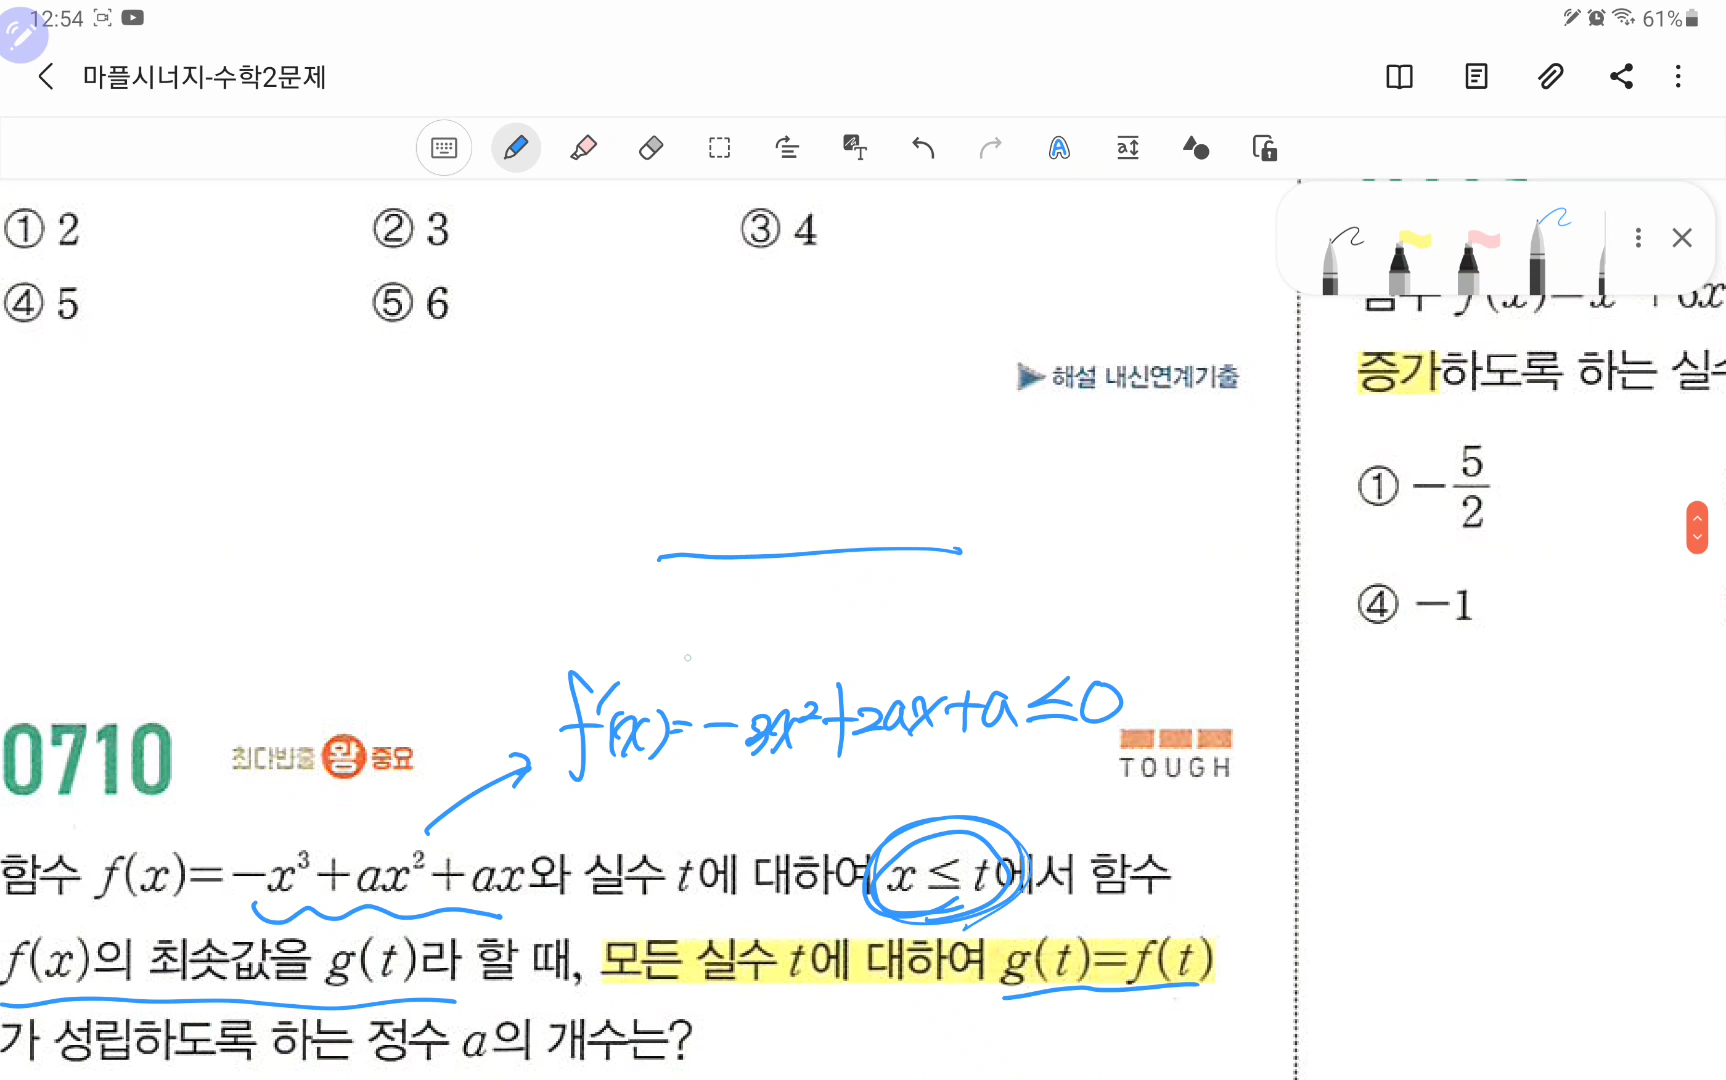 12:54
61%
마플시너지-수학2문제
① 2 ② 3 ③ 4
④ 5 ⑤ 6
▶ 해설 내신연계기출
f'(x)=-3x²+2ax+a≤0
0710 최다빈출 왕 중요
TOUGH
함수 f(x)=-x³+ax²+ax와 실수 t에 대하여 x≤t에서 함수
f(x)의 최솟값을 g(t)라 할 때, 모든 실수 t에 대하여 g(t)=f(t)
가 성립하도록 하는 정수 a의 개수는?
증가하도록 하는 실수
① -5/2
④ -1